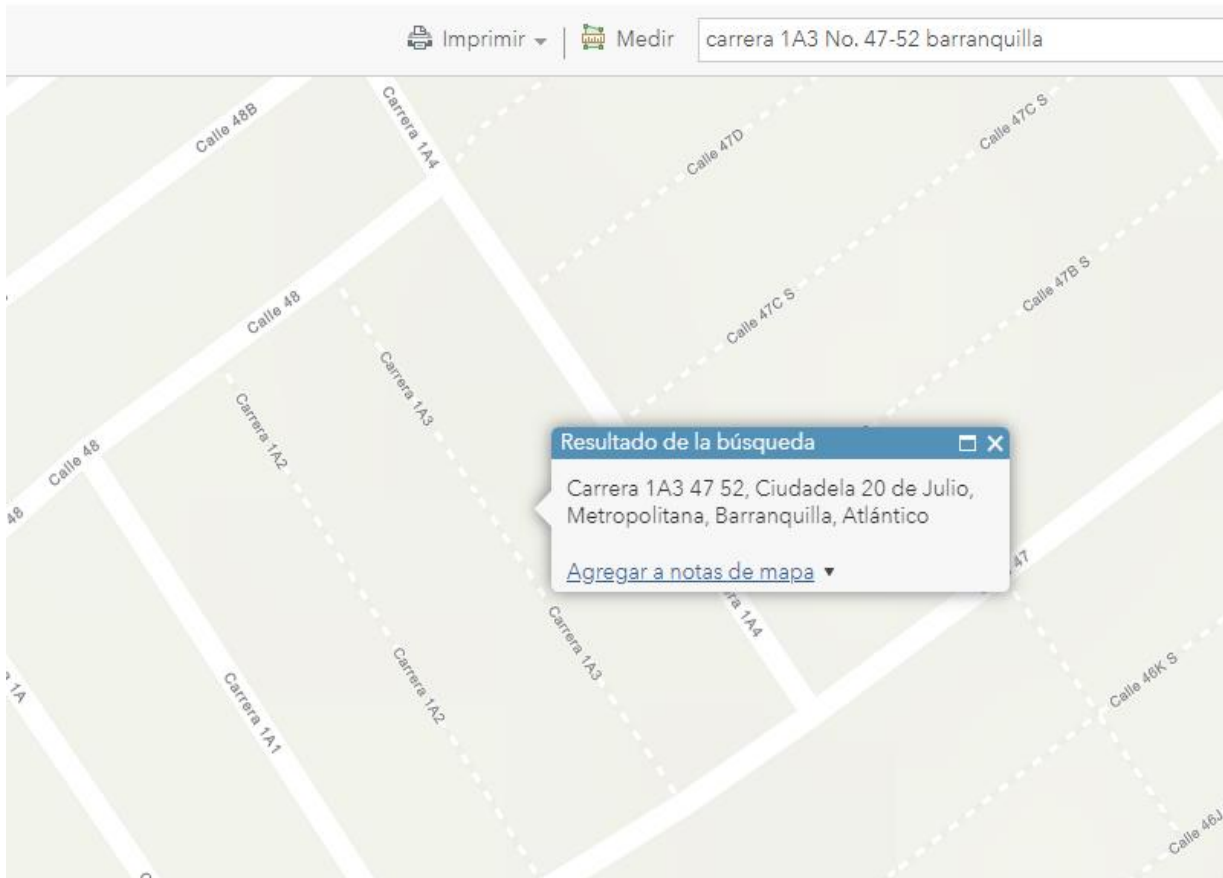 Imprimir
Medir
carrera 1A3 No. 47-52 barranquilla
Calle 48B
Carrera 1A4
Calle 47D
Calle 47C S
Calle 48
Calle 47C S
Calle 47B S
Carrera 1A3
Carrera 1A2
Calle 48
48
Resultado de la búsqueda
Carrera 1A3 47 52, Ciudadela 20 de Julio,
Metropolitana, Barranquilla, Atlántico
Agregar a notas de mapa
47
ra 1A4
Carrera 1A3
Carrera 1A2
Calle 46K S
1A
Carrera 1A1
Calle 46J